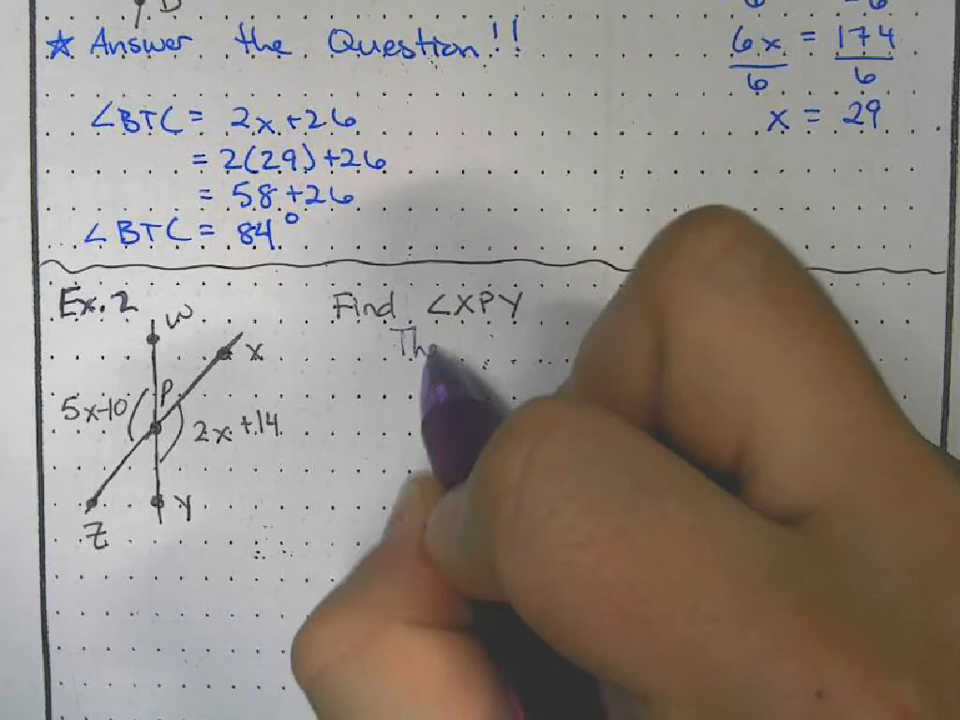 ☆ Answer the Question!!
6x = 174
6 6
x = 29
∠BTC = 2x+26
= 2(29)+26
= 58+26
∠BTC = 84°
Ex. 2
Find ∠XPY
The
W
X
P
5x-10
2x+14
Y
Z